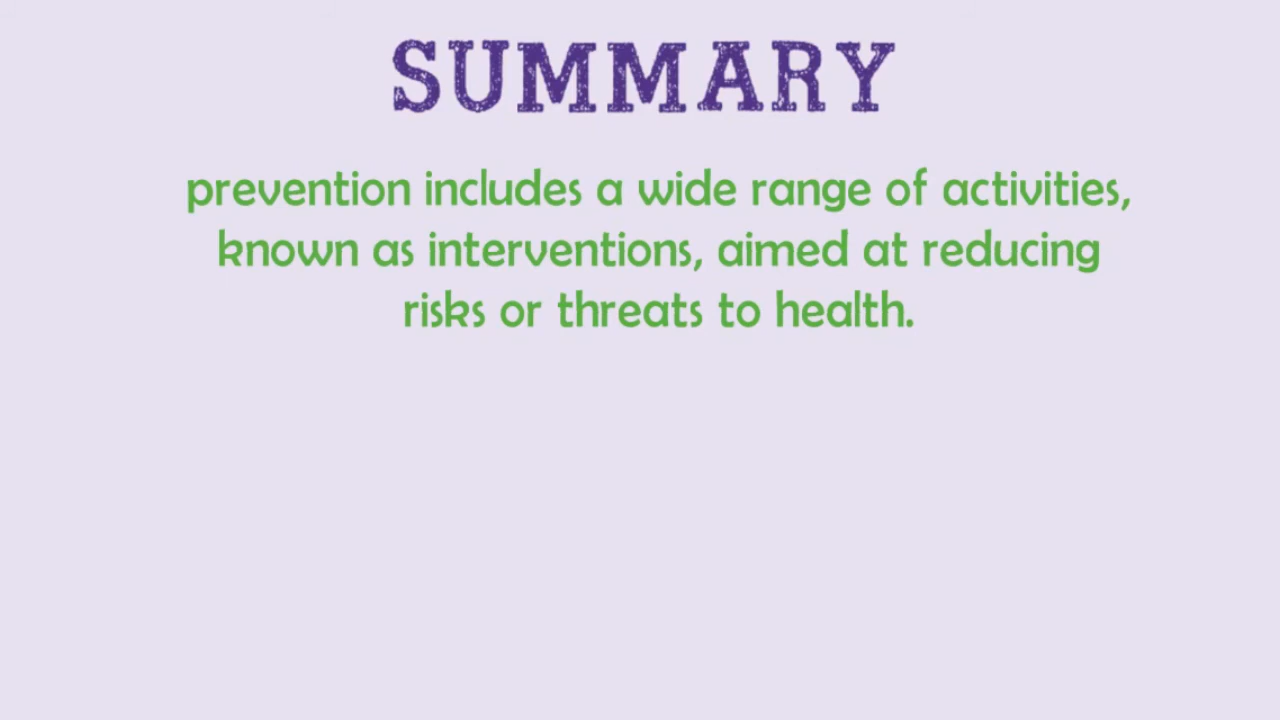 SUMMARY
prevention includes a wide range of activities,
known as interventions, aimed at reducing
risks or threats to health.